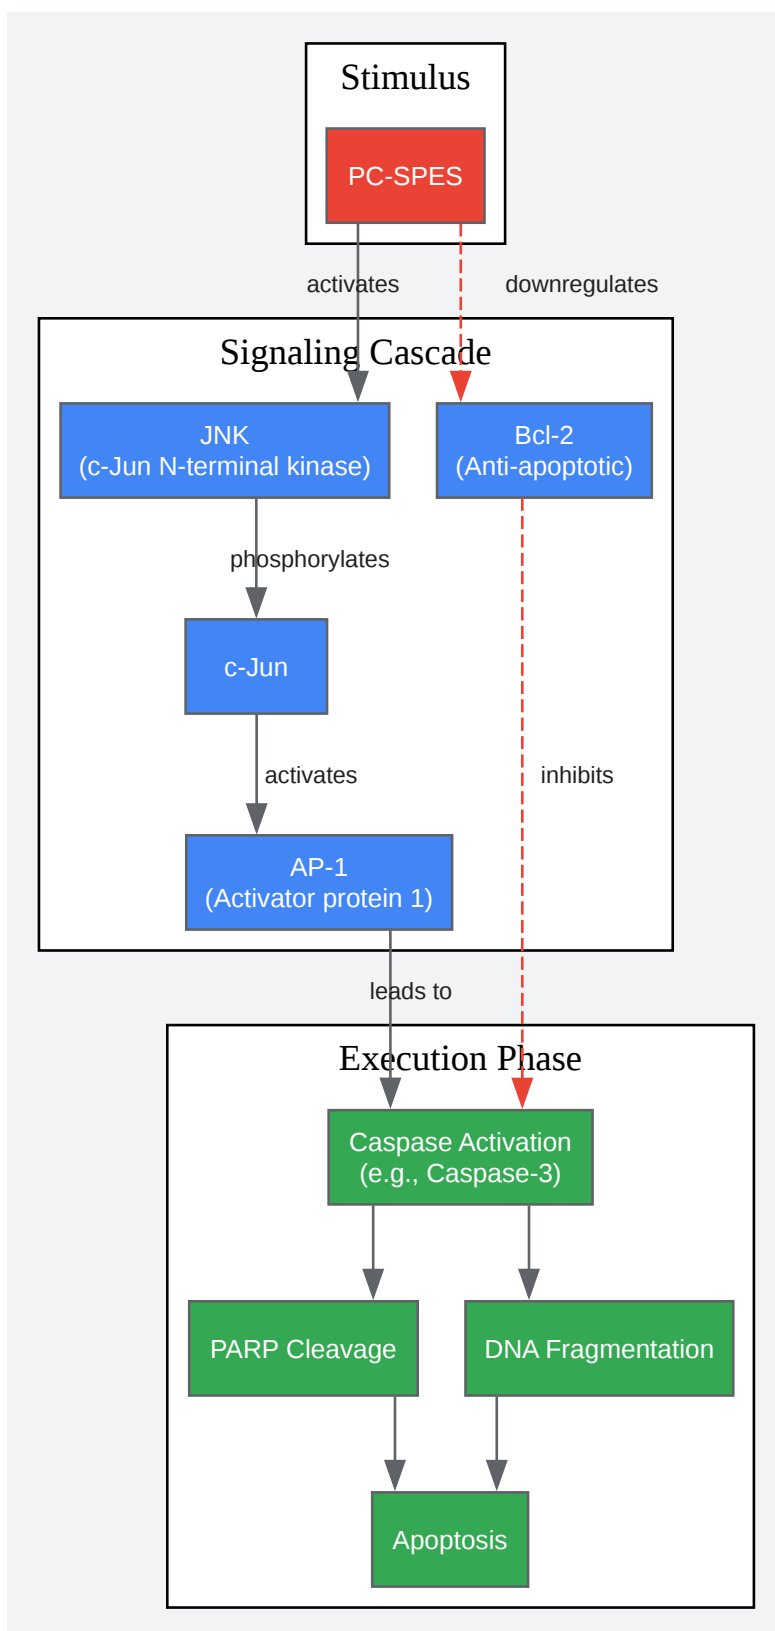 Stimulus
PC-SPES
activates
downregulates
Signaling Cascade
JNK
(c-Jun N-terminal kinase)
Bcl-2
(Anti-apoptotic)
phosphorylates
c-Jun
activates
inhibits
AP-1
(Activator protein 1)
leads to
Execution Phase
Caspase Activation
(e.g., Caspase-3)
PARP Cleavage
DNA Fragmentation
Apoptosis